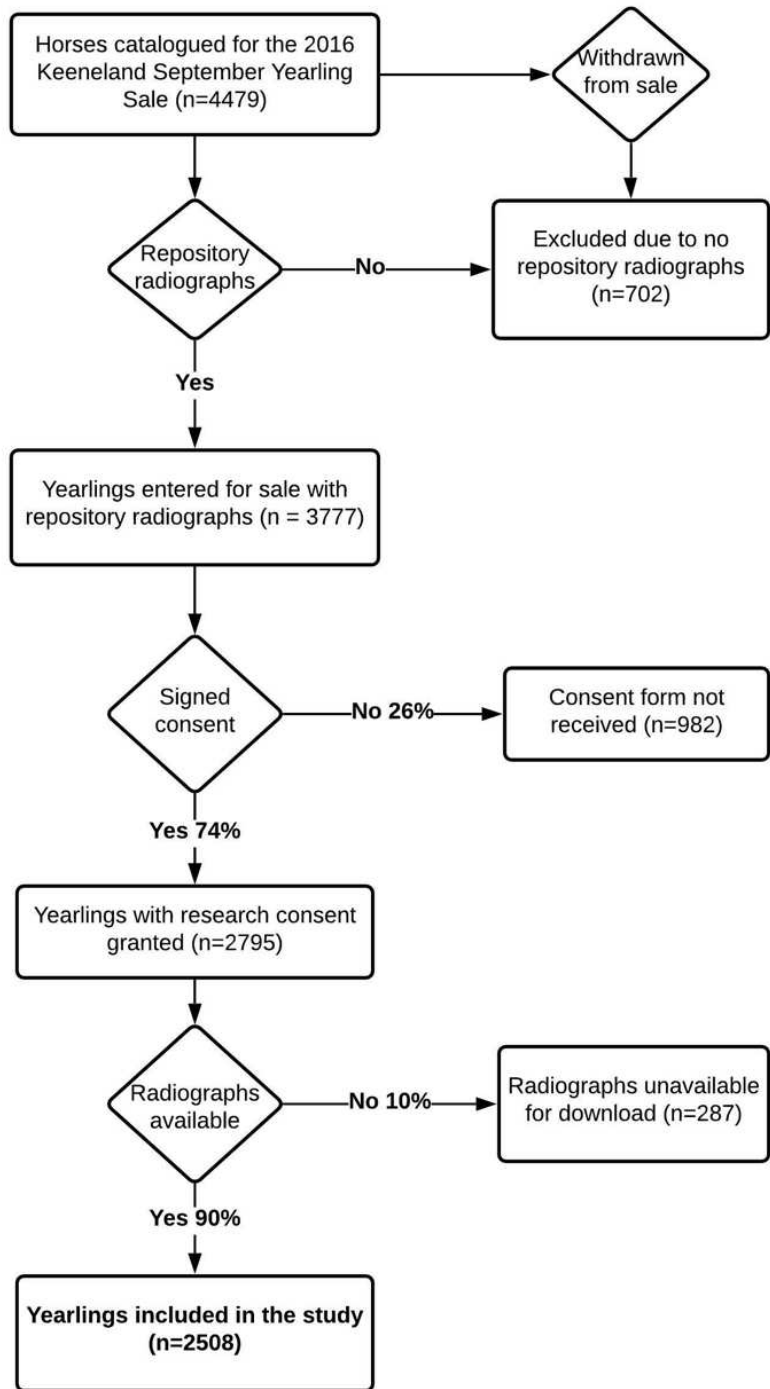 Horses catalogued for the 2016
Keeneland September Yearling
Sale (n=4479)
Withdrawn
from sale
Repository
radiographs
No
Excluded due to no
repository radiographs
(n=702)
Yes
Yearlings entered for sale with
repository radiographs (n = 3777)
Signed
consent
No 26%
Consent form not
received (n=982)
Yes 74%
Yearlings with research consent
granted (n=2795)
Radiographs
available
No 10%
Radiographs unavailable
for download (n=287)
Yes 90%
Yearlings included in the study
(n=2508)